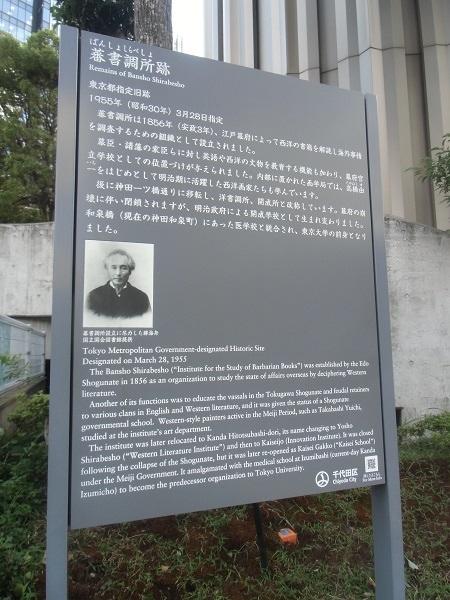 ばんしょしらべしょ
蕃書調所跡
Remains of Bansho Shirabesho
東京都指定旧跡
1955年（昭和30年）3月28日指定
蕃書調所は1856年（安政3年）、江戸幕府によって西洋の書籍を解読し海外事情
を調査するための組織として設立されました。
幕臣・諸藩の家臣らに対し英語や西洋の文物を教育する機能も加わり、幕府官
立学校としての位置づけが与えられました。内部に置かれた画学局では、高橋由
一をはじめとして明治期に活躍した西洋画家たちも学んでいます。
後に神田一ツ橋通りに移転し、洋書調所、開成所と改称しています。幕府の崩
壊に伴い閉鎖されますが、明治政府による開成学校として生まれ変わりました。
和泉橋（現在の神田和泉町）にあった医学校と統合され、東京大学の前身となり
ました。
蕃書調所設立に尽力した勝海舟
国立国会図書館提供
Tokyo Metropolitan Government-designated Historic Site
Designated on March 28, 1955
The Bansho Shirabesho ("Institute for the Study of Barbarian Books") was established by the Edo
Shogunate in 1856 as an organization to study the state of affairs overseas by deciphering Western
literature.
Another of its functions was to educate the vassals in the Tokugawa Shogunate and feudal retainers
to various clans in English and Western literature, and it was given the status of a Shogunate
governmental school. Western-style painters active in the Meiji Period, such as Takahashi Yuichi,
studied at the institute's art department.
The institute was later relocated to Kanda Hitotsubashi-dori, its name changing to Yosho
Shirabesho ("Western Literature Institute") and then to Kaiseijo (Innovation Institute). It was closed
following the collapse of the Shogunate, but it was later re-opened as Kaisei Gakko ("Kaisei School")
under the Meiji Government. It amalgamated with the medical school at Izumibashi (current-day Kanda
Izumicho) to become the predecessor organization to Tokyo University.
千代田区
Chiyoda City